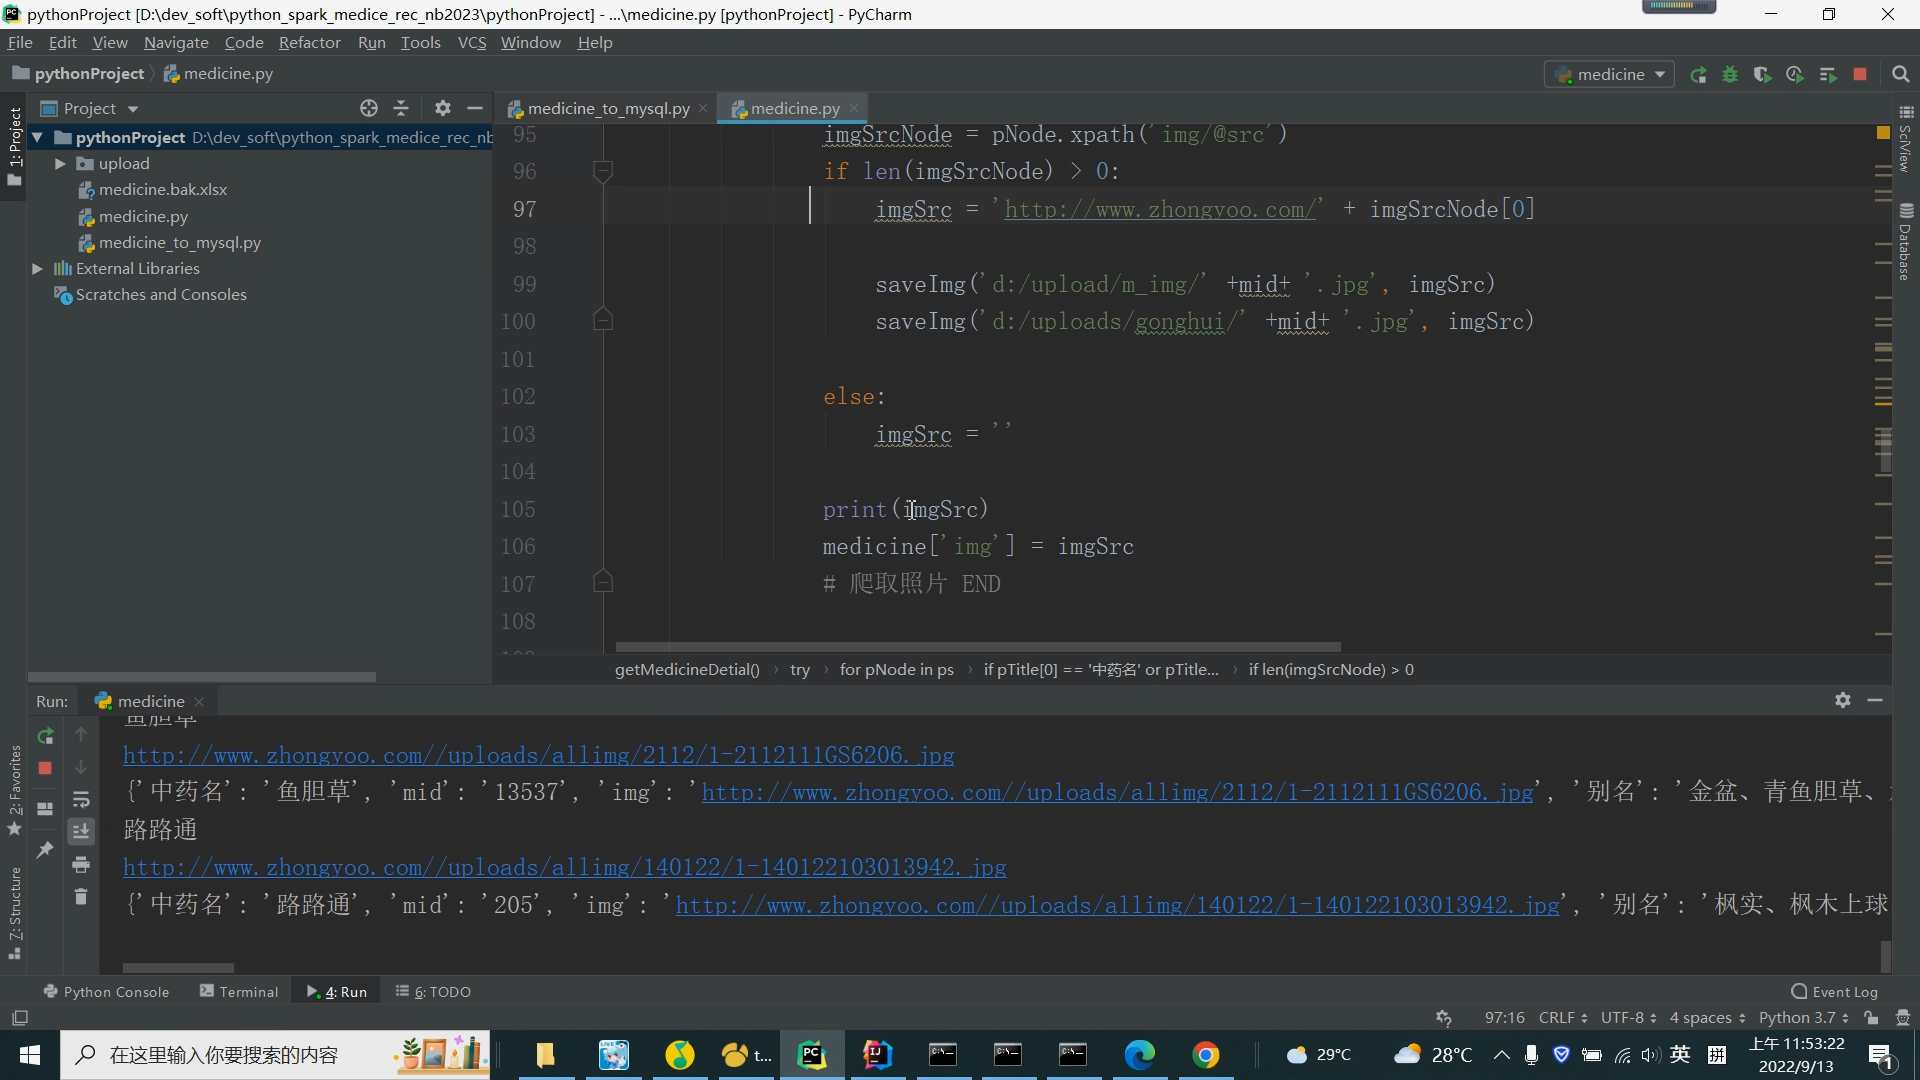 pythonProject [D:\dev_soft\python_spark_medice_rec_nb2023\pythonProject] - ...\medicine.py [pythonProject] - PyCharm
File Edit View Navigate Code Refactor Run Tools VCS Window Help
pythonProject medicine.py medicine
1: Project
Project
medicine_to_mysql.py medicine.py
pythonProject D:\dev_soft\python_spark_medice_rec_nb
upload
medicine.bak.xlsx
medicine.py
medicine_to_mysql.py
External Libraries
Scratches and Consoles
95 imgSrcNode = pNode.xpath('img/@src')
96 if len(imgSrcNode) > 0:
97 imgSrc = 'http://www.zhongyoo.com/' + imgSrcNode[0]
98
99 saveImg('d:/upload/m_img/' +mid+ '.jpg', imgSrc)
100 saveImg('d:/uploads/gonghui/' +mid+ '.jpg', imgSrc)
101
102 else:
103 imgSrc = ''
104
105 print(imgSrc)
106 medicine['img'] = imgSrc
107 # 爬取照片 END
108
SciView
Database
getMedicineDetial() try for pNode in ps if pTitle[0] == '中药名' or pTitle... if len(imgSrcNode) > 0
Run: medicine
鱼胆草
http://www.zhongyoo.com//uploads/allimg/2112/1-2112111GS6206.jpg
{'中药名': '鱼胆草', 'mid': '13537', 'img': 'http://www.zhongyoo.com//uploads/allimg/2112/1-2112111GS6206.jpg', '别名': '金盆、青鱼胆草、
路路通
http://www.zhongyoo.com//uploads/allimg/140122/1-140122103013942.jpg
{'中药名': '路路通', 'mid': '205', 'img': 'http://www.zhongyoo.com//uploads/allimg/140122/1-140122103013942.jpg', '别名': '枫实、枫木上球
2: Favorites
7: Structure
Python Console Terminal 4: Run 6: TODO Event Log
97:16 CRLF UTF-8 4 spaces Python 3.7
在这里输入你要搜索的内容 LIVE t... PC IJ C:\ C:\ C:\ 29°C 28°C 英 拼 上午 11:53:22
2022/9/13 1